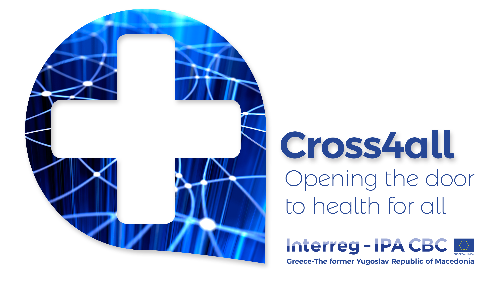 Cross4all
Opening the door
to health for all
Interreg - IPA CBC
Greece-The former Yugoslav Republic of Macedonia